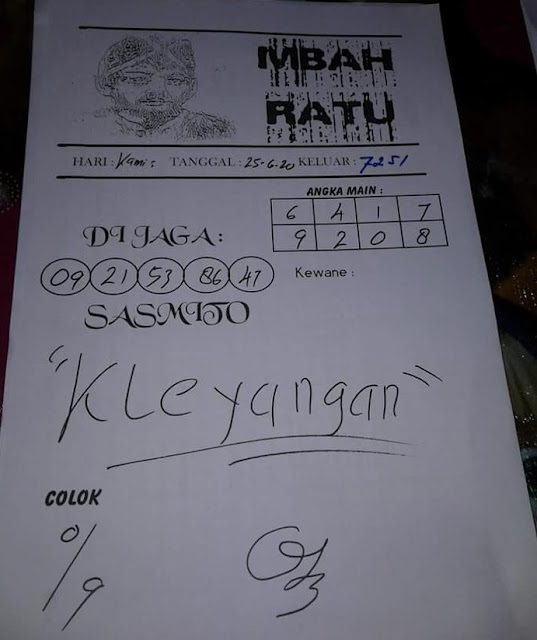 MBAH
RATU
HARI : Kamis TANGGAL : 25-6-20 KELUAR : 7251
ANGKA MAIN :
6 4 1 7
9 2 0 8
DI JAGA :
09 21 53 86 47
Kewane :
SASMITO
"Kleyangan"
COLOK
0/9